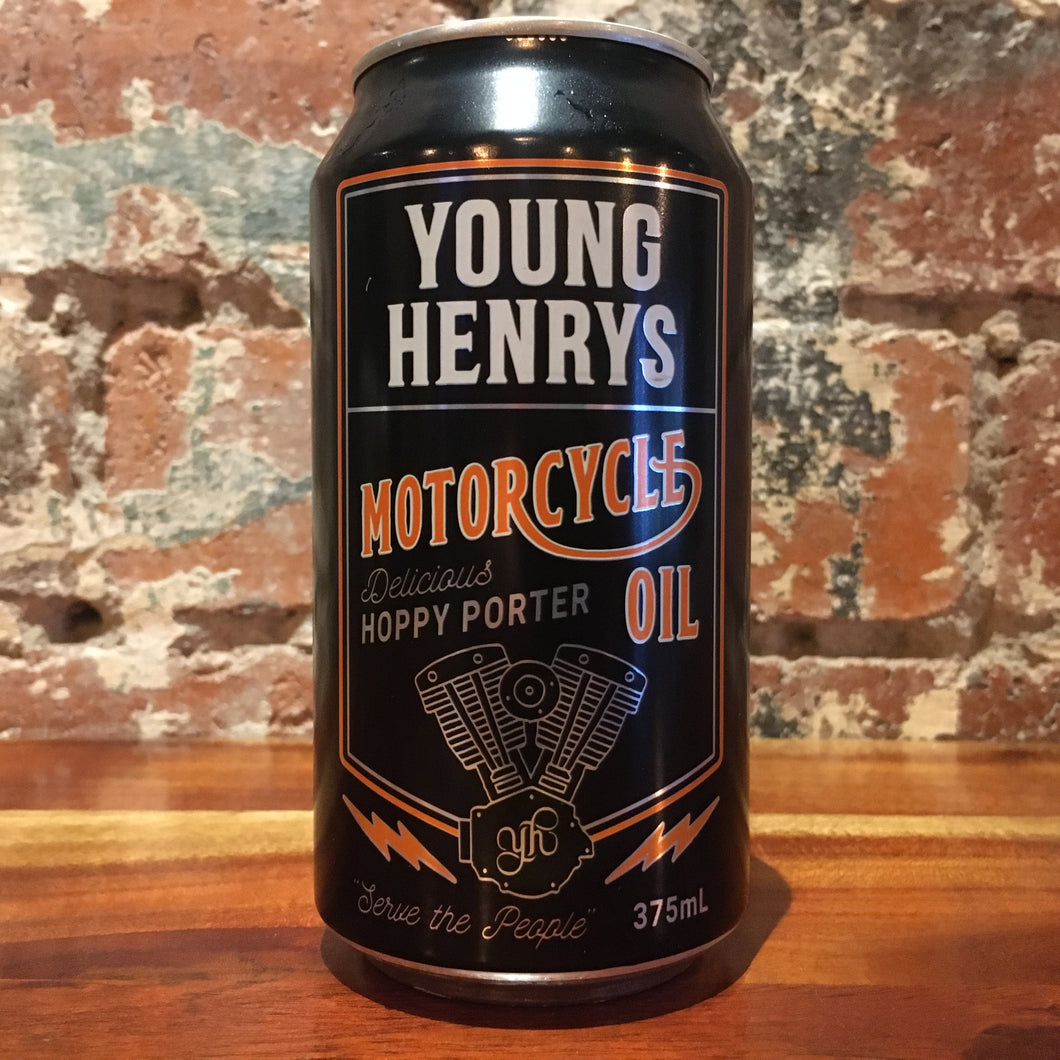 YOUNG
HENRYS
MOTORCYCLE
OIL
Delicious
HOPPY PORTER
yh
"Serve the People"
375mL